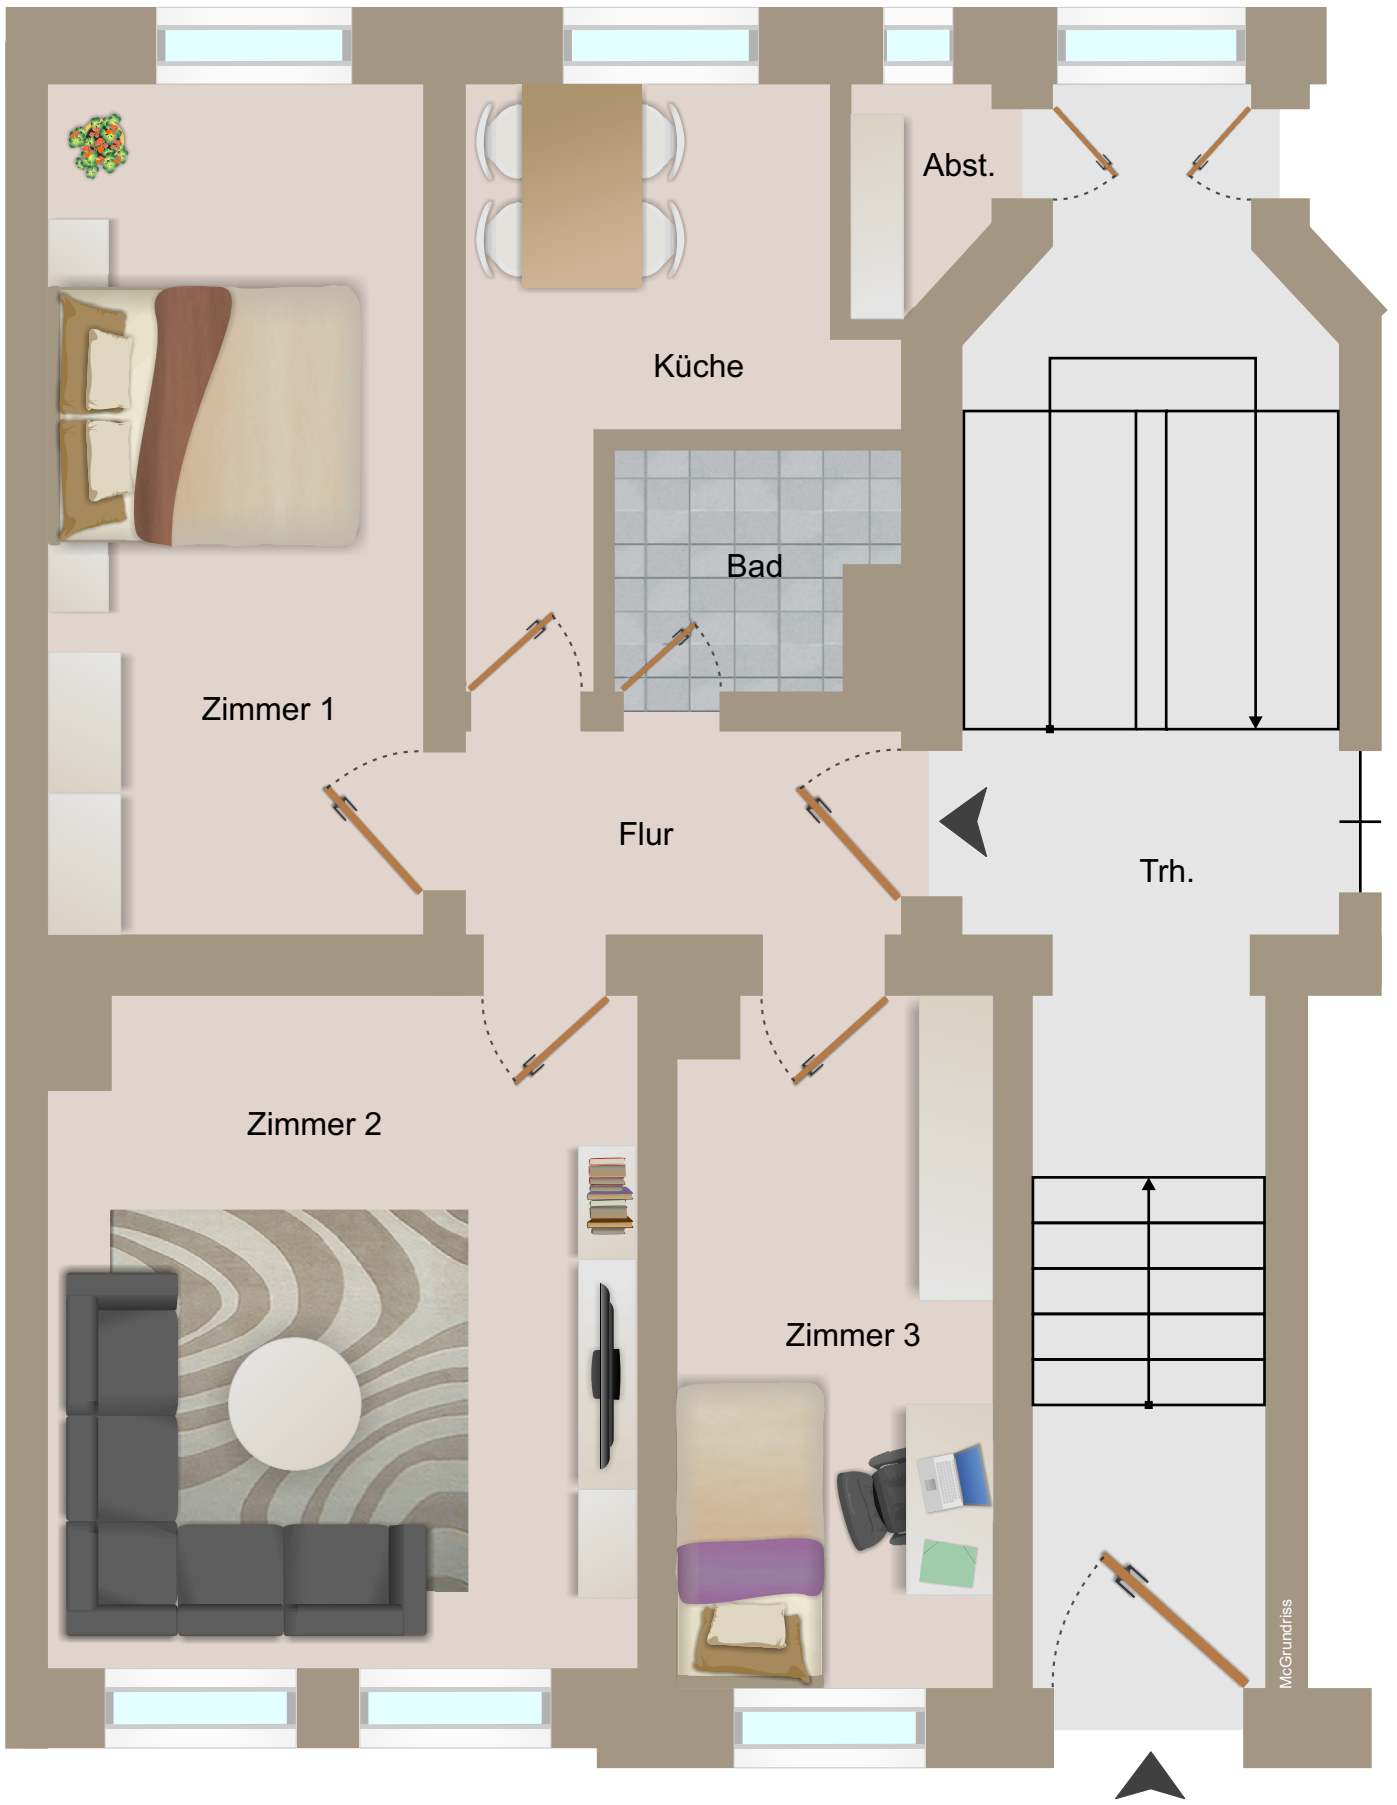 Abst.
Küche
Bad
Zimmer 1
Flur
Trh.
Zimmer 2
Zimmer 3
McGrundriss